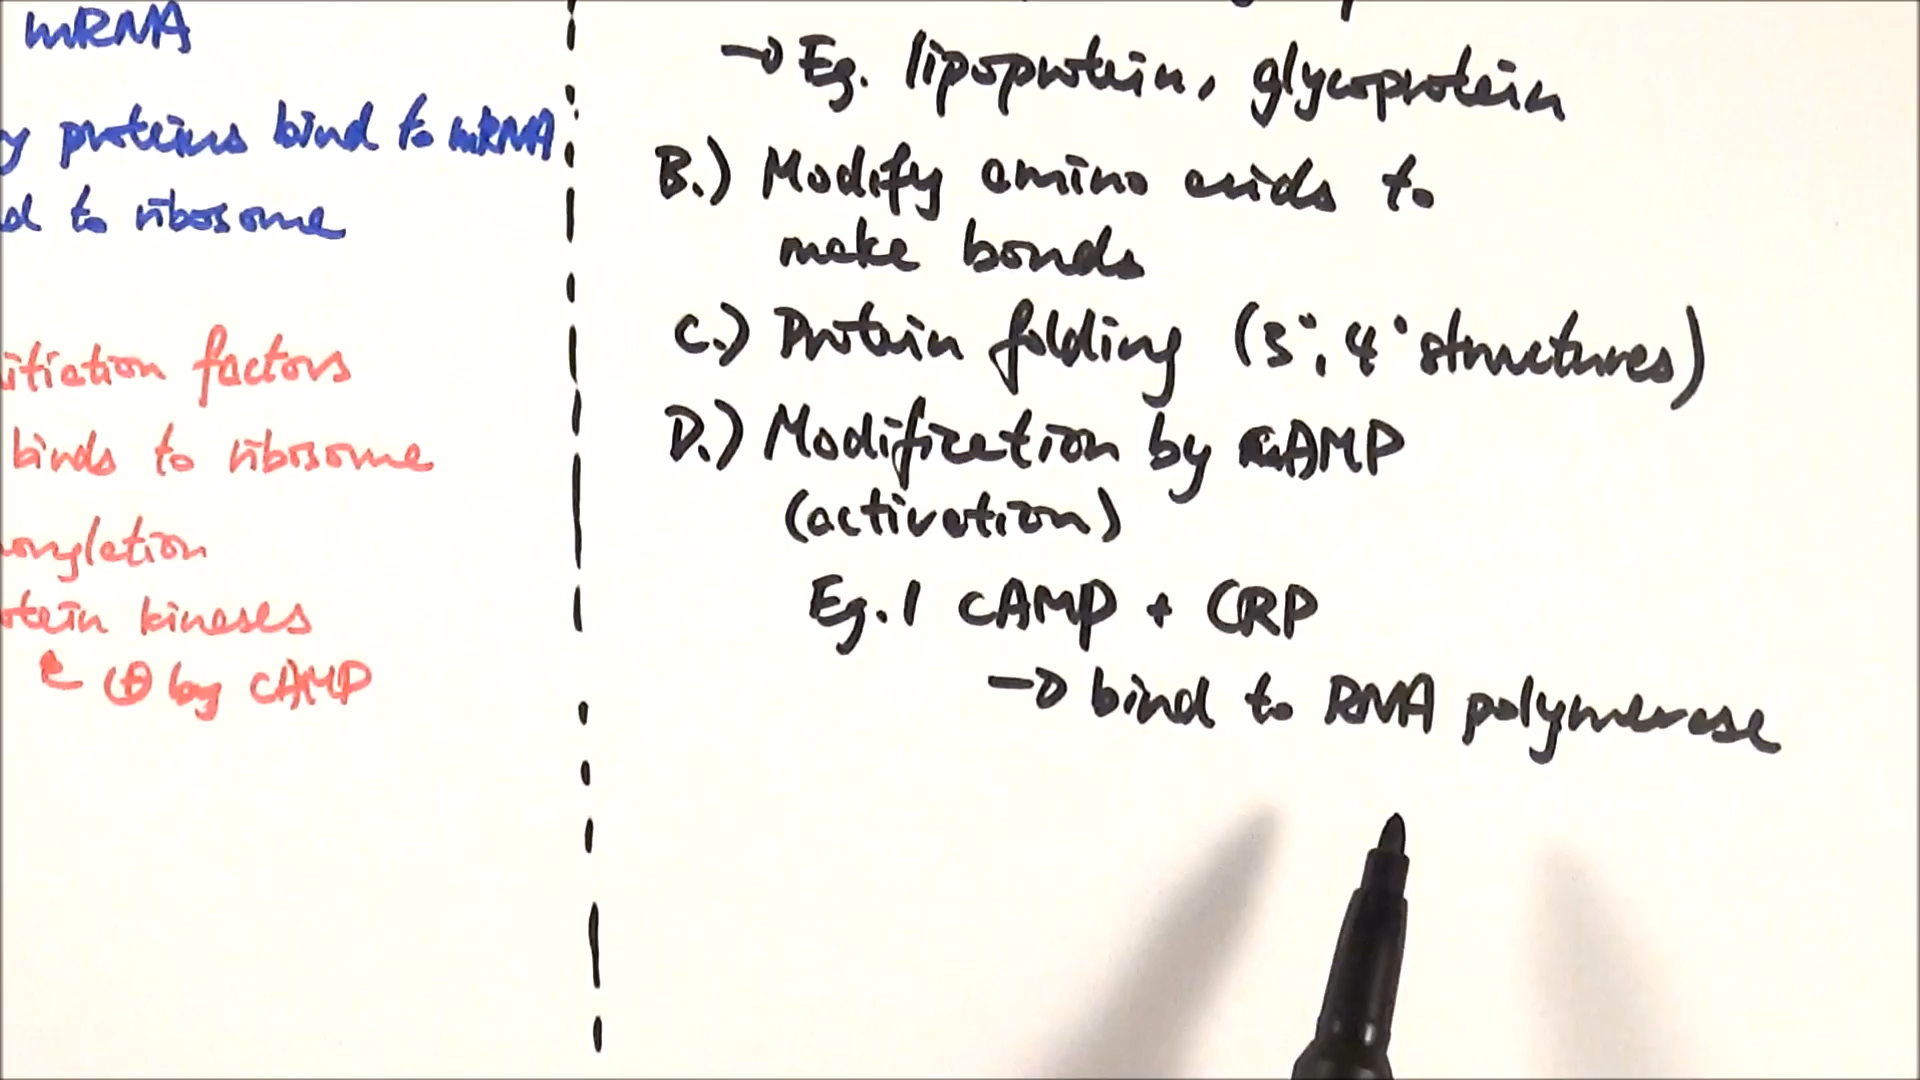 mRNA
proteins bind to mRNA
to ribosome
factors
binds to ribosome
kinases
⊕ by cAMP
→ Eg. lipoprotein, glycoprotein
B.) Modify amino acids to
make bonds
C.) Protein folding (3°, 4° structures)
D.) Modification by cAMP
(activation)
Eg. 1 cAMP + CRP
→ bind to RNA polymerase